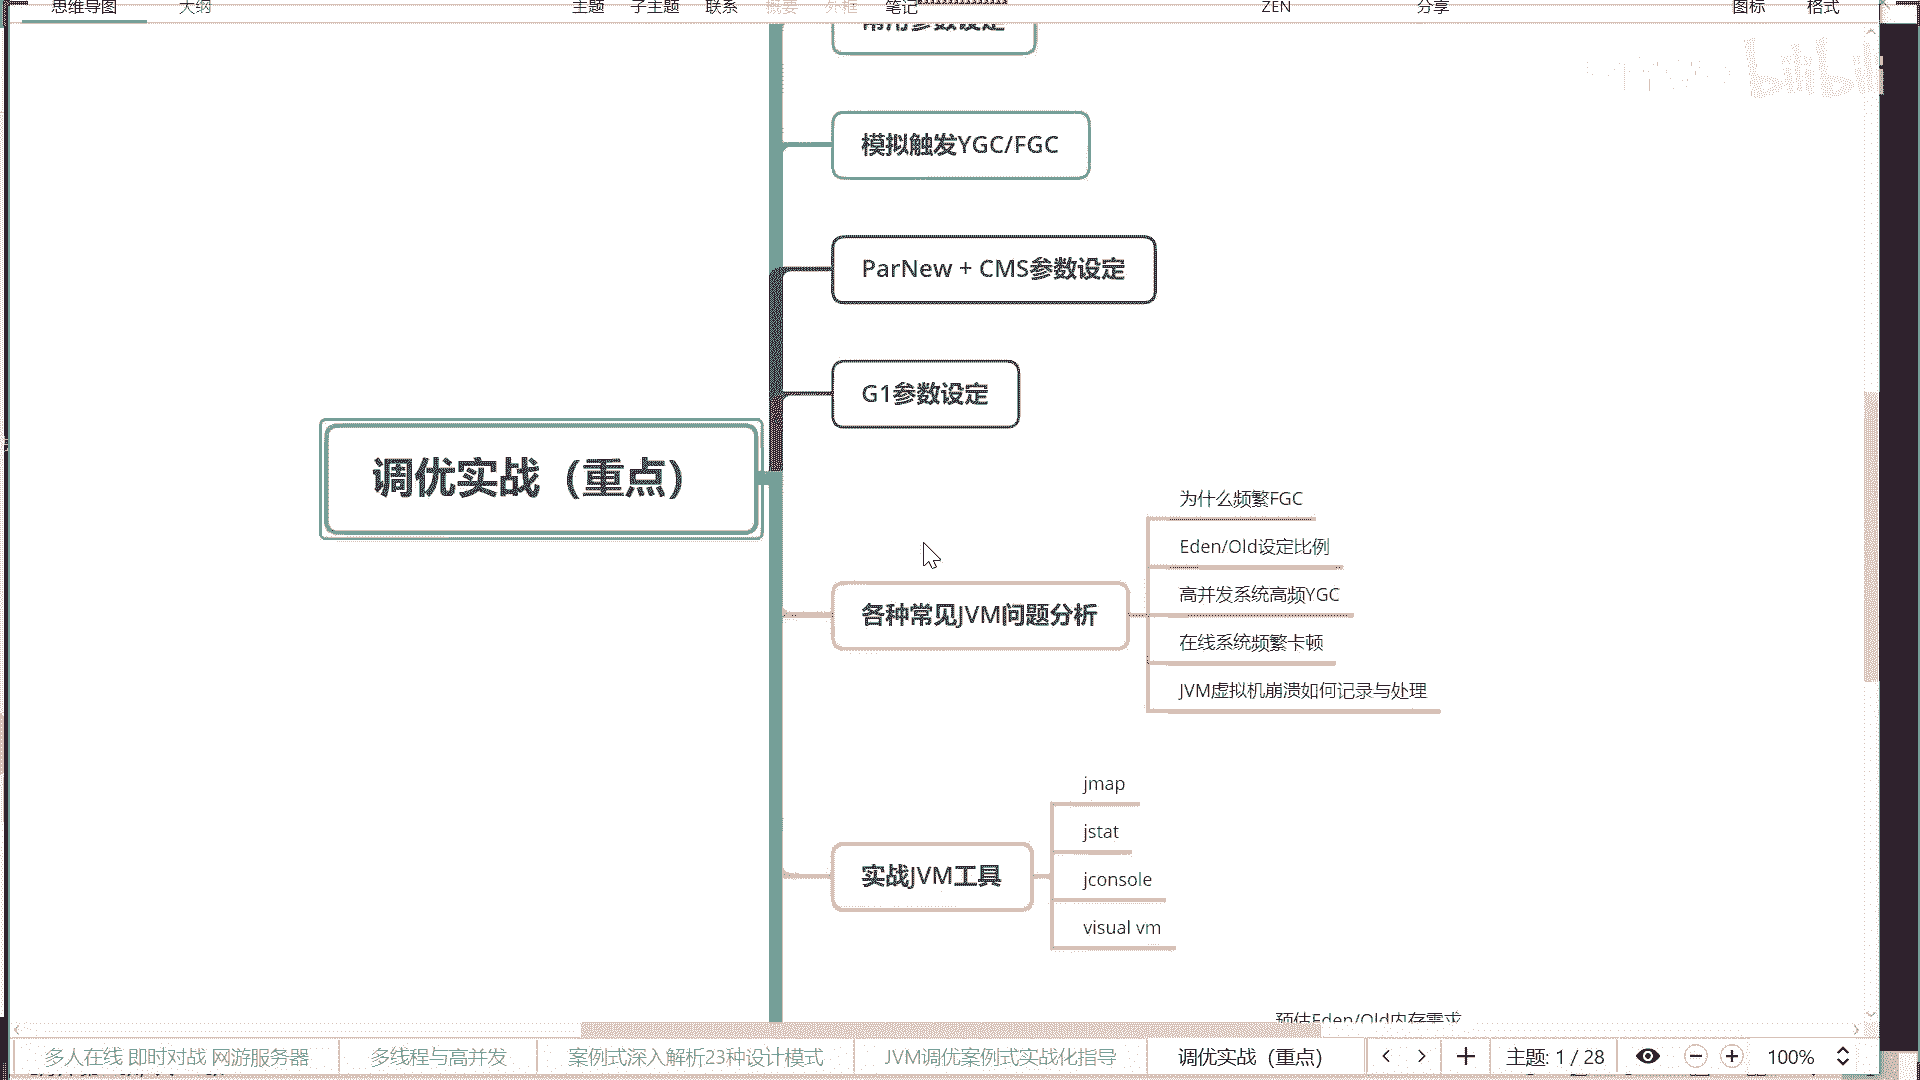 思维导图 大纲 主题 子主题 联系 概要 外框 笔记 ZEN 分享 图标 格式
常用参数设定
bilibili
模拟触发YGC/FGC
ParNew + CMS参数设定
G1参数设定
调优实战（重点）
为什么频繁FGC
Eden/Old设定比例
高并发系统高频YGC
各种常见JVM问题分析
在线系统频繁卡顿
JVM虚拟机崩溃如何记录与处理
jmap
jstat
实战JVM工具
jconsole
visual vm
预估Eden/Old内存需求
多人在线 即时对战 网游服务器 多线程与高并发 案例式深入解析23种设计模式 JVM调优案例式实战化指导 调优实战（重点） 主题: 1 / 28 100%